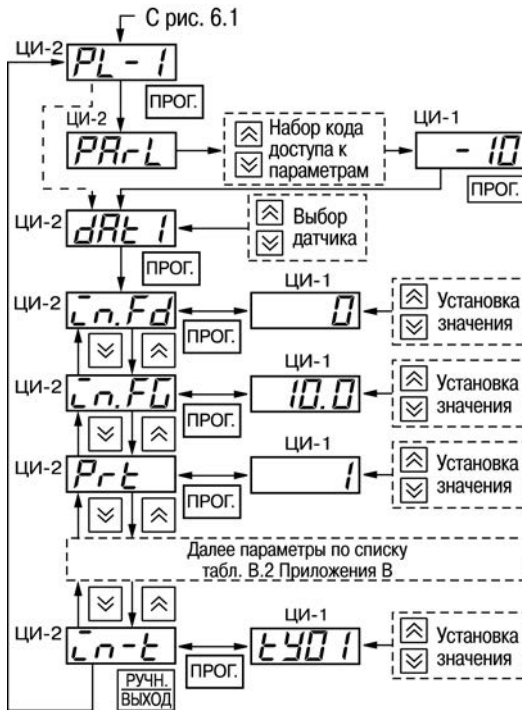 С рис. 6.1
ЦИ-2
PL-1
ПРОГ.
ЦИ-2
PArL
Набор кода
доступа к
параметрам
ЦИ-1
-10
ПРОГ.
ЦИ-2
dAt1
Выбор
датчика
ПРОГ.
ЦИ-2
in.Fd
ПРОГ.
ЦИ-1
0
Установка
значения
ЦИ-2
in.FG
ПРОГ.
ЦИ-1
10.0
Установка
значения
ЦИ-2
Prt
ПРОГ.
ЦИ-1
1
Установка
значения
Далее параметры по списку
табл. В.2 Приложения В
ЦИ-2
in-t
ПРОГ.
ЦИ-1
tY01
Установка
значения
РУЧН.
ВЫХОД